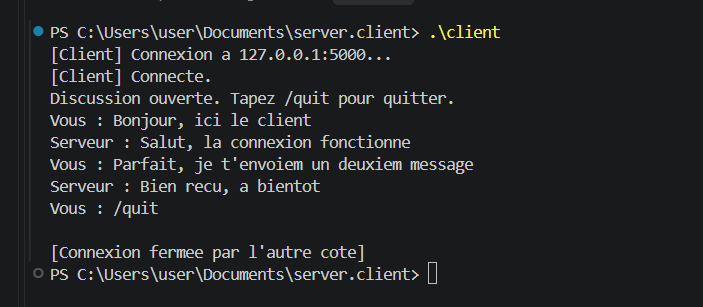 PS C:\Users\user\Documents\server.client> .\client
[Client] Connexion a 127.0.0.1:5000...
[Client] Connecte.
Discussion ouverte. Tapez /quit pour quitter.
Vous : Bonjour, ici le client
Serveur : Salut, la connexion fonctionne
Vous : Parfait, je t'envoiem un deuxiem message
Serveur : Bien recu, a bientot
Vous : /quit
[Connexion fermee par l'autre cote]
PS C:\Users\user\Documents\server.client>